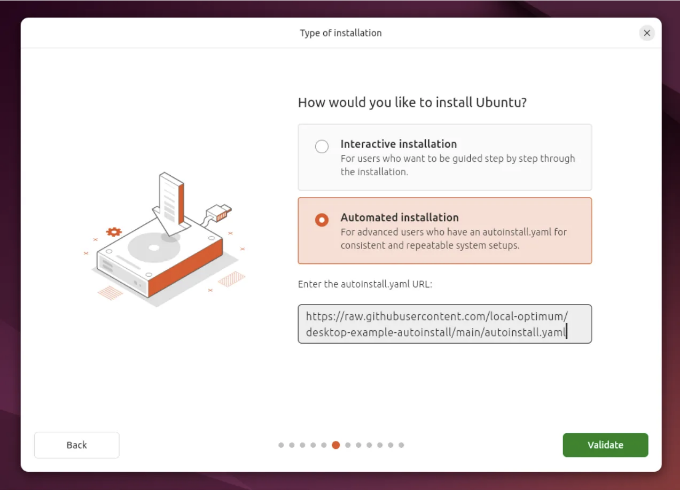 Type of installation
How would you like to install Ubuntu?
Interactive installation
For users who want to be guided step by step through
the installation.
Automated installation
For advanced users who have an autoinstall.yaml for
consistent and repeatable system setups.
Enter the autoinstall.yaml URL:
https://raw.githubusercontent.com/local-optimum/
desktop-example-autoinstall/main/autoinstall.yaml
Back
Validate